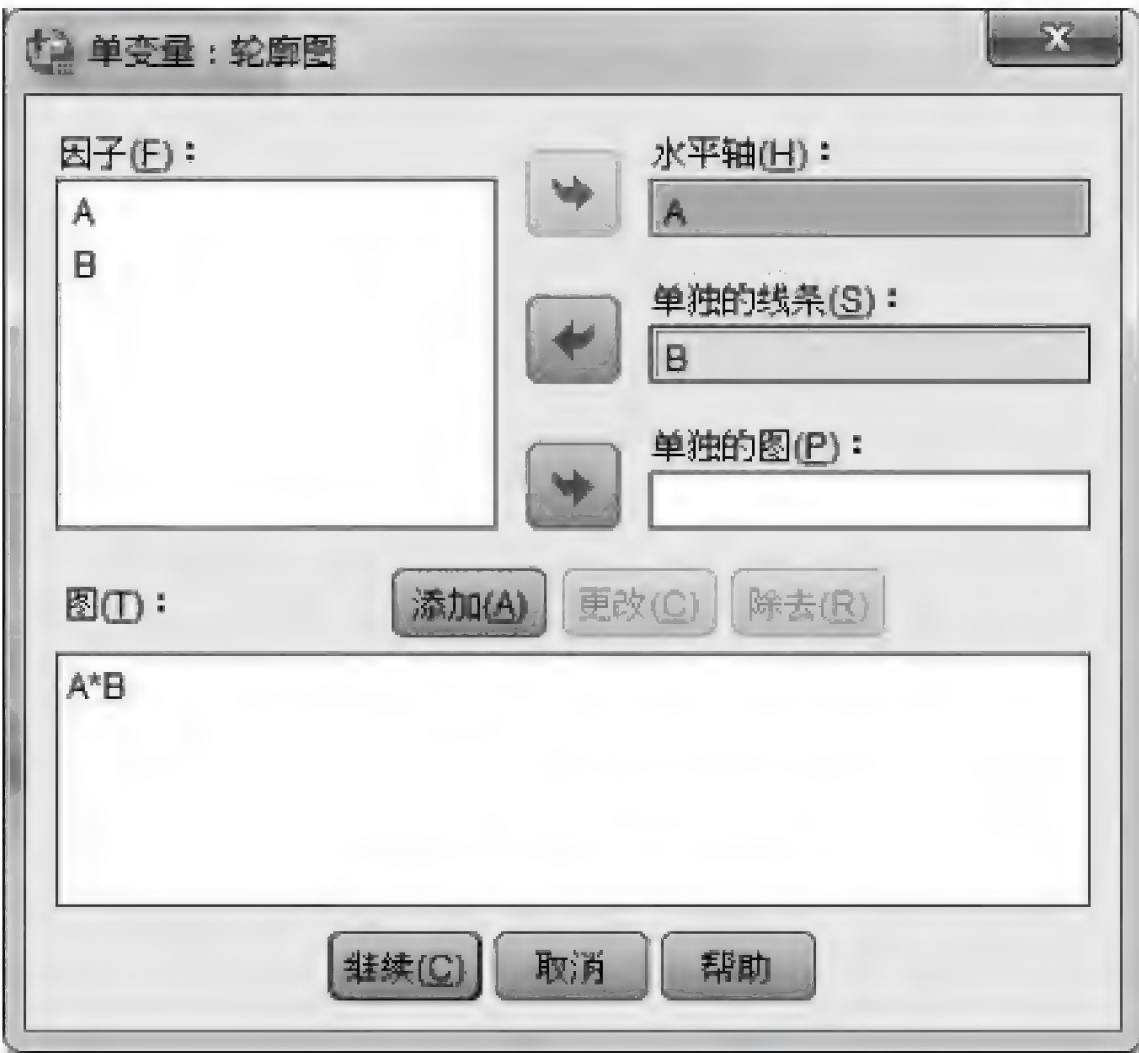 单变量：轮廓图
因子(F)：
A
B
水平轴(H)：
A
单独的线条(S)：
B
单独的图(P)：
图(T)：
添加(A)
更改(C)
除去(R)
A*B
继续(C)
取消
帮助